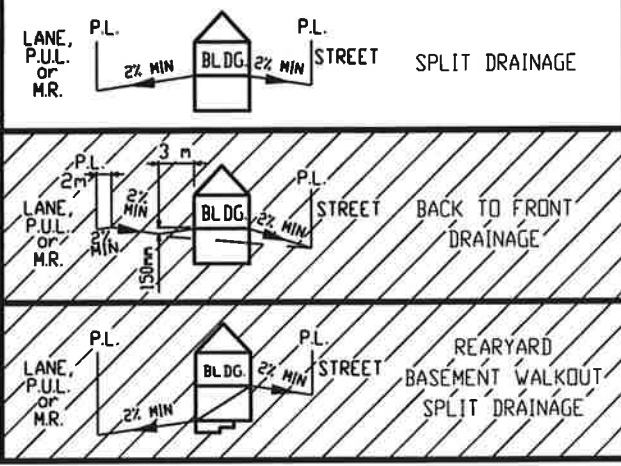 P.L.
P.L.
LANE,
P.U.L.
or
M.R.
2% MIN
BLDG.
2% MIN
STREET
SPLIT DRAINAGE
3 m
P.L.
2m
2% MIN
P.L.
LANE,
P.U.L.
or
M.R.
2% MIN
150mm
BLDG.
2% MIN
STREET
BACK TO FRONT
DRAINAGE
P.L.
P.L.
LANE,
P.U.L.
or
M.R.
2% MIN
BLDG.
2% MIN
STREET
REARYARD
BASEMENT WALKOUT
SPLIT DRAINAGE